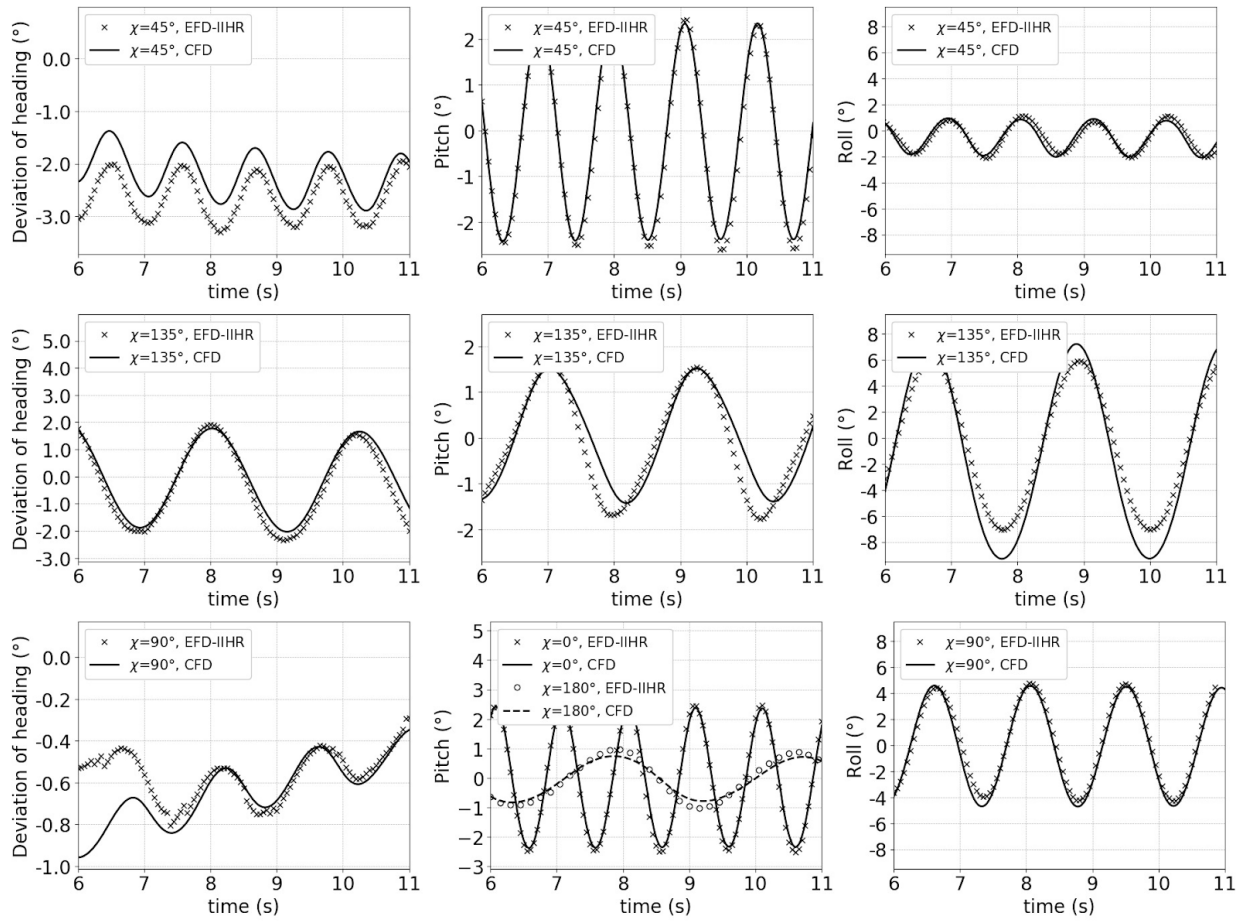 χ=45°, EFD-IIHR
χ=45°, CFD
Deviation of heading (°)
0.0
-1.0
-2.0
-3.0
6 7 8 9 10 11
time (s)
χ=45°, EFD-IIHR
χ=45°, CFD
Pitch (°)
2
1
0
-1
-2
6 7 8 9 10 11
time (s)
χ=45°, EFD-IIHR
χ=45°, CFD
Roll (°)
8
6
4
2
0
-2
-4
-6
-8
6 7 8 9 10 11
time (s)
χ=135°, EFD-IIHR
χ=135°, CFD
Deviation of heading (°)
5.0
4.0
3.0
2.0
1.0
0.0
-1.0
-2.0
-3.0
6 7 8 9 10 11
time (s)
χ=135°, EFD-IIHR
χ=135°, CFD
Pitch (°)
2
1
0
-1
-2
6 7 8 9 10 11
time (s)
χ=135°, EFD-IIHR
χ=135°, CFD
Roll (°)
8
6
4
2
0
-2
-4
-6
-8
6 7 8 9 10 11
time (s)
χ=90°, EFD-IIHR
χ=90°, CFD
Deviation of heading (°)
0.0
-0.2
-0.4
-0.6
-0.8
-1.0
6 7 8 9 10 11
time (s)
χ=0°, EFD-IIHR
χ=0°, CFD
χ=180°, EFD-IIHR
χ=180°, CFD
Pitch (°)
5
4
3
2
1
0
−1
−2
−3
6 7 8 9 10 11
time (s)
χ=90°, EFD-IIHR
χ=90°, CFD
Roll (°)
8
6
4
2
0
-2
-4
-6
-8
6 7 8 9 10 11
time (s)